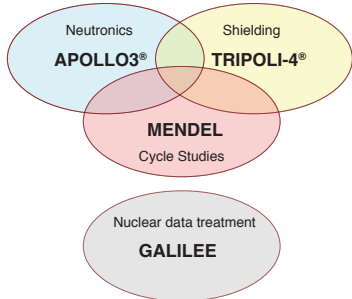 Neutronics
APOLLO3®
Shielding
TRIPOLI-4®
MENDEL
Cycle Studies
Nuclear data treatment
GALILEE